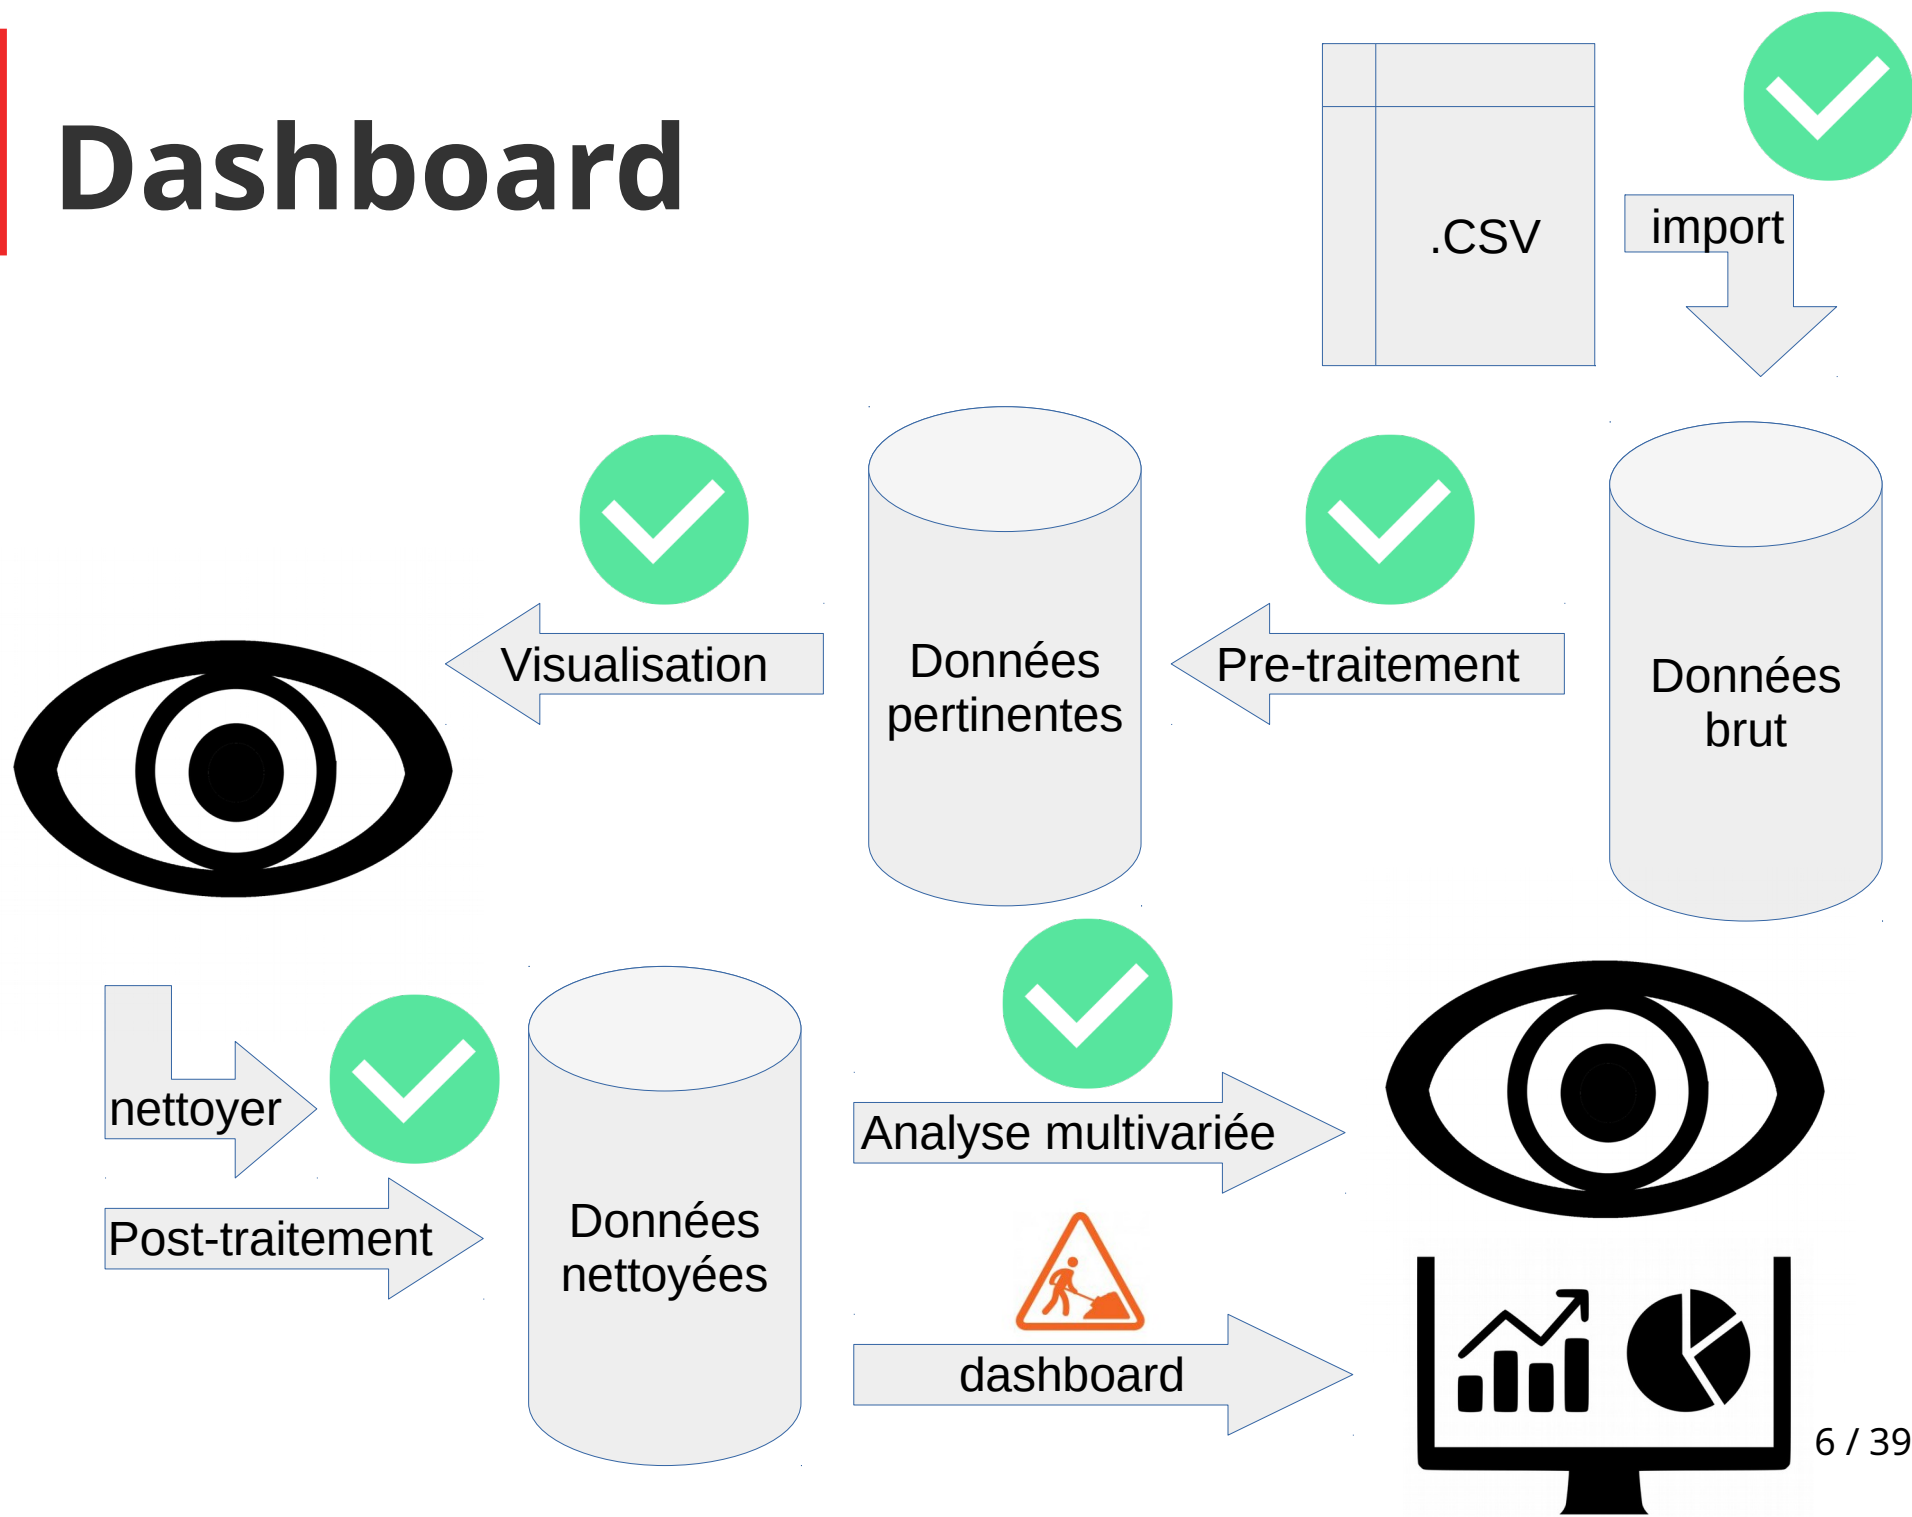 Dashboard
.CSV
import
Visualisation
Données
pertinentes
Pre-traitement
Données
brut
nettoyer
Post-traitement
Données
nettoyées
Analyse multivariée
dashboard
6 / 39